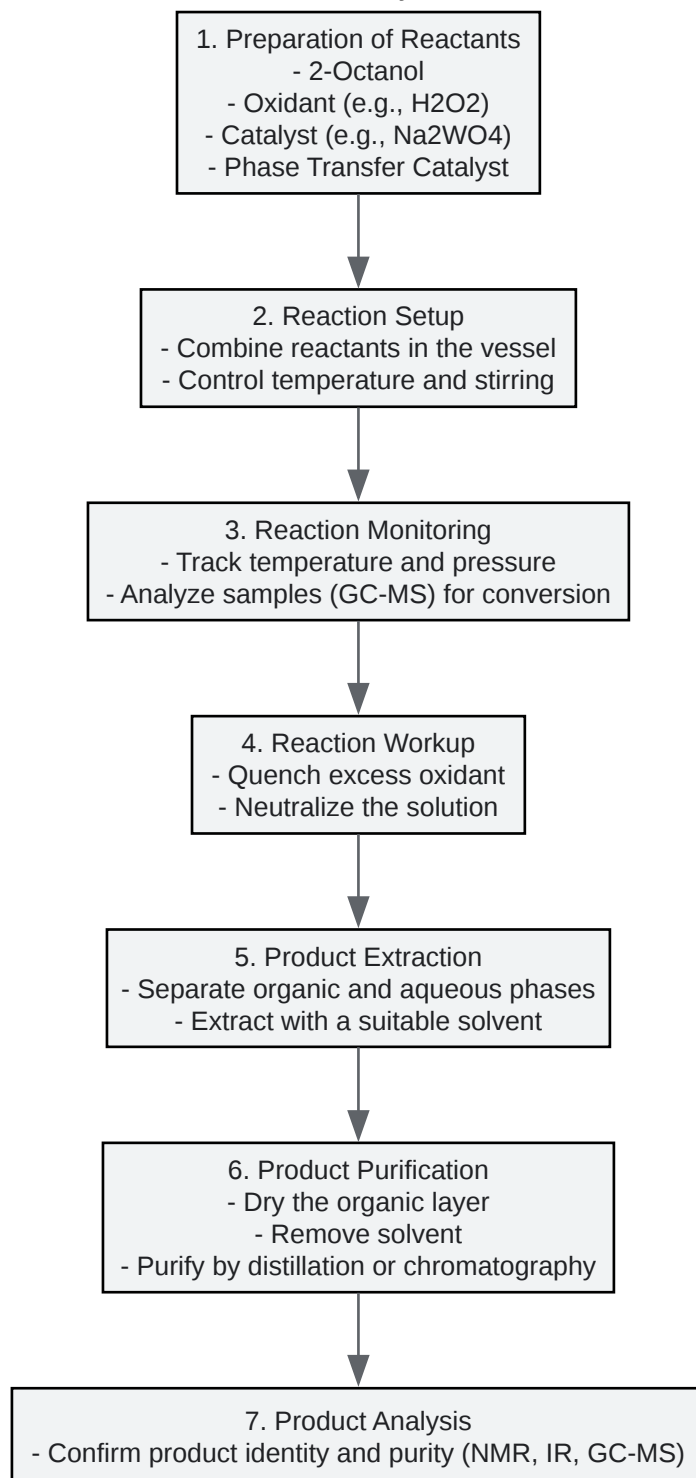 1. Preparation of Reactants
- 2-Octanol
- Oxidant (e.g., H2O2)
- Catalyst (e.g., Na2WO4)
- Phase Transfer Catalyst
2. Reaction Setup
- Combine reactants in the vessel
- Control temperature and stirring
3. Reaction Monitoring
- Track temperature and pressure
- Analyze samples (GC-MS) for conversion
4. Reaction Workup
- Quench excess oxidant
- Neutralize the solution
5. Product Extraction
- Separate organic and aqueous phases
- Extract with a suitable solvent
6. Product Purification
- Dry the organic layer
- Remove solvent
- Purify by distillation or chromatography
7. Product Analysis
- Confirm product identity and purity (NMR, IR, GC-MS)